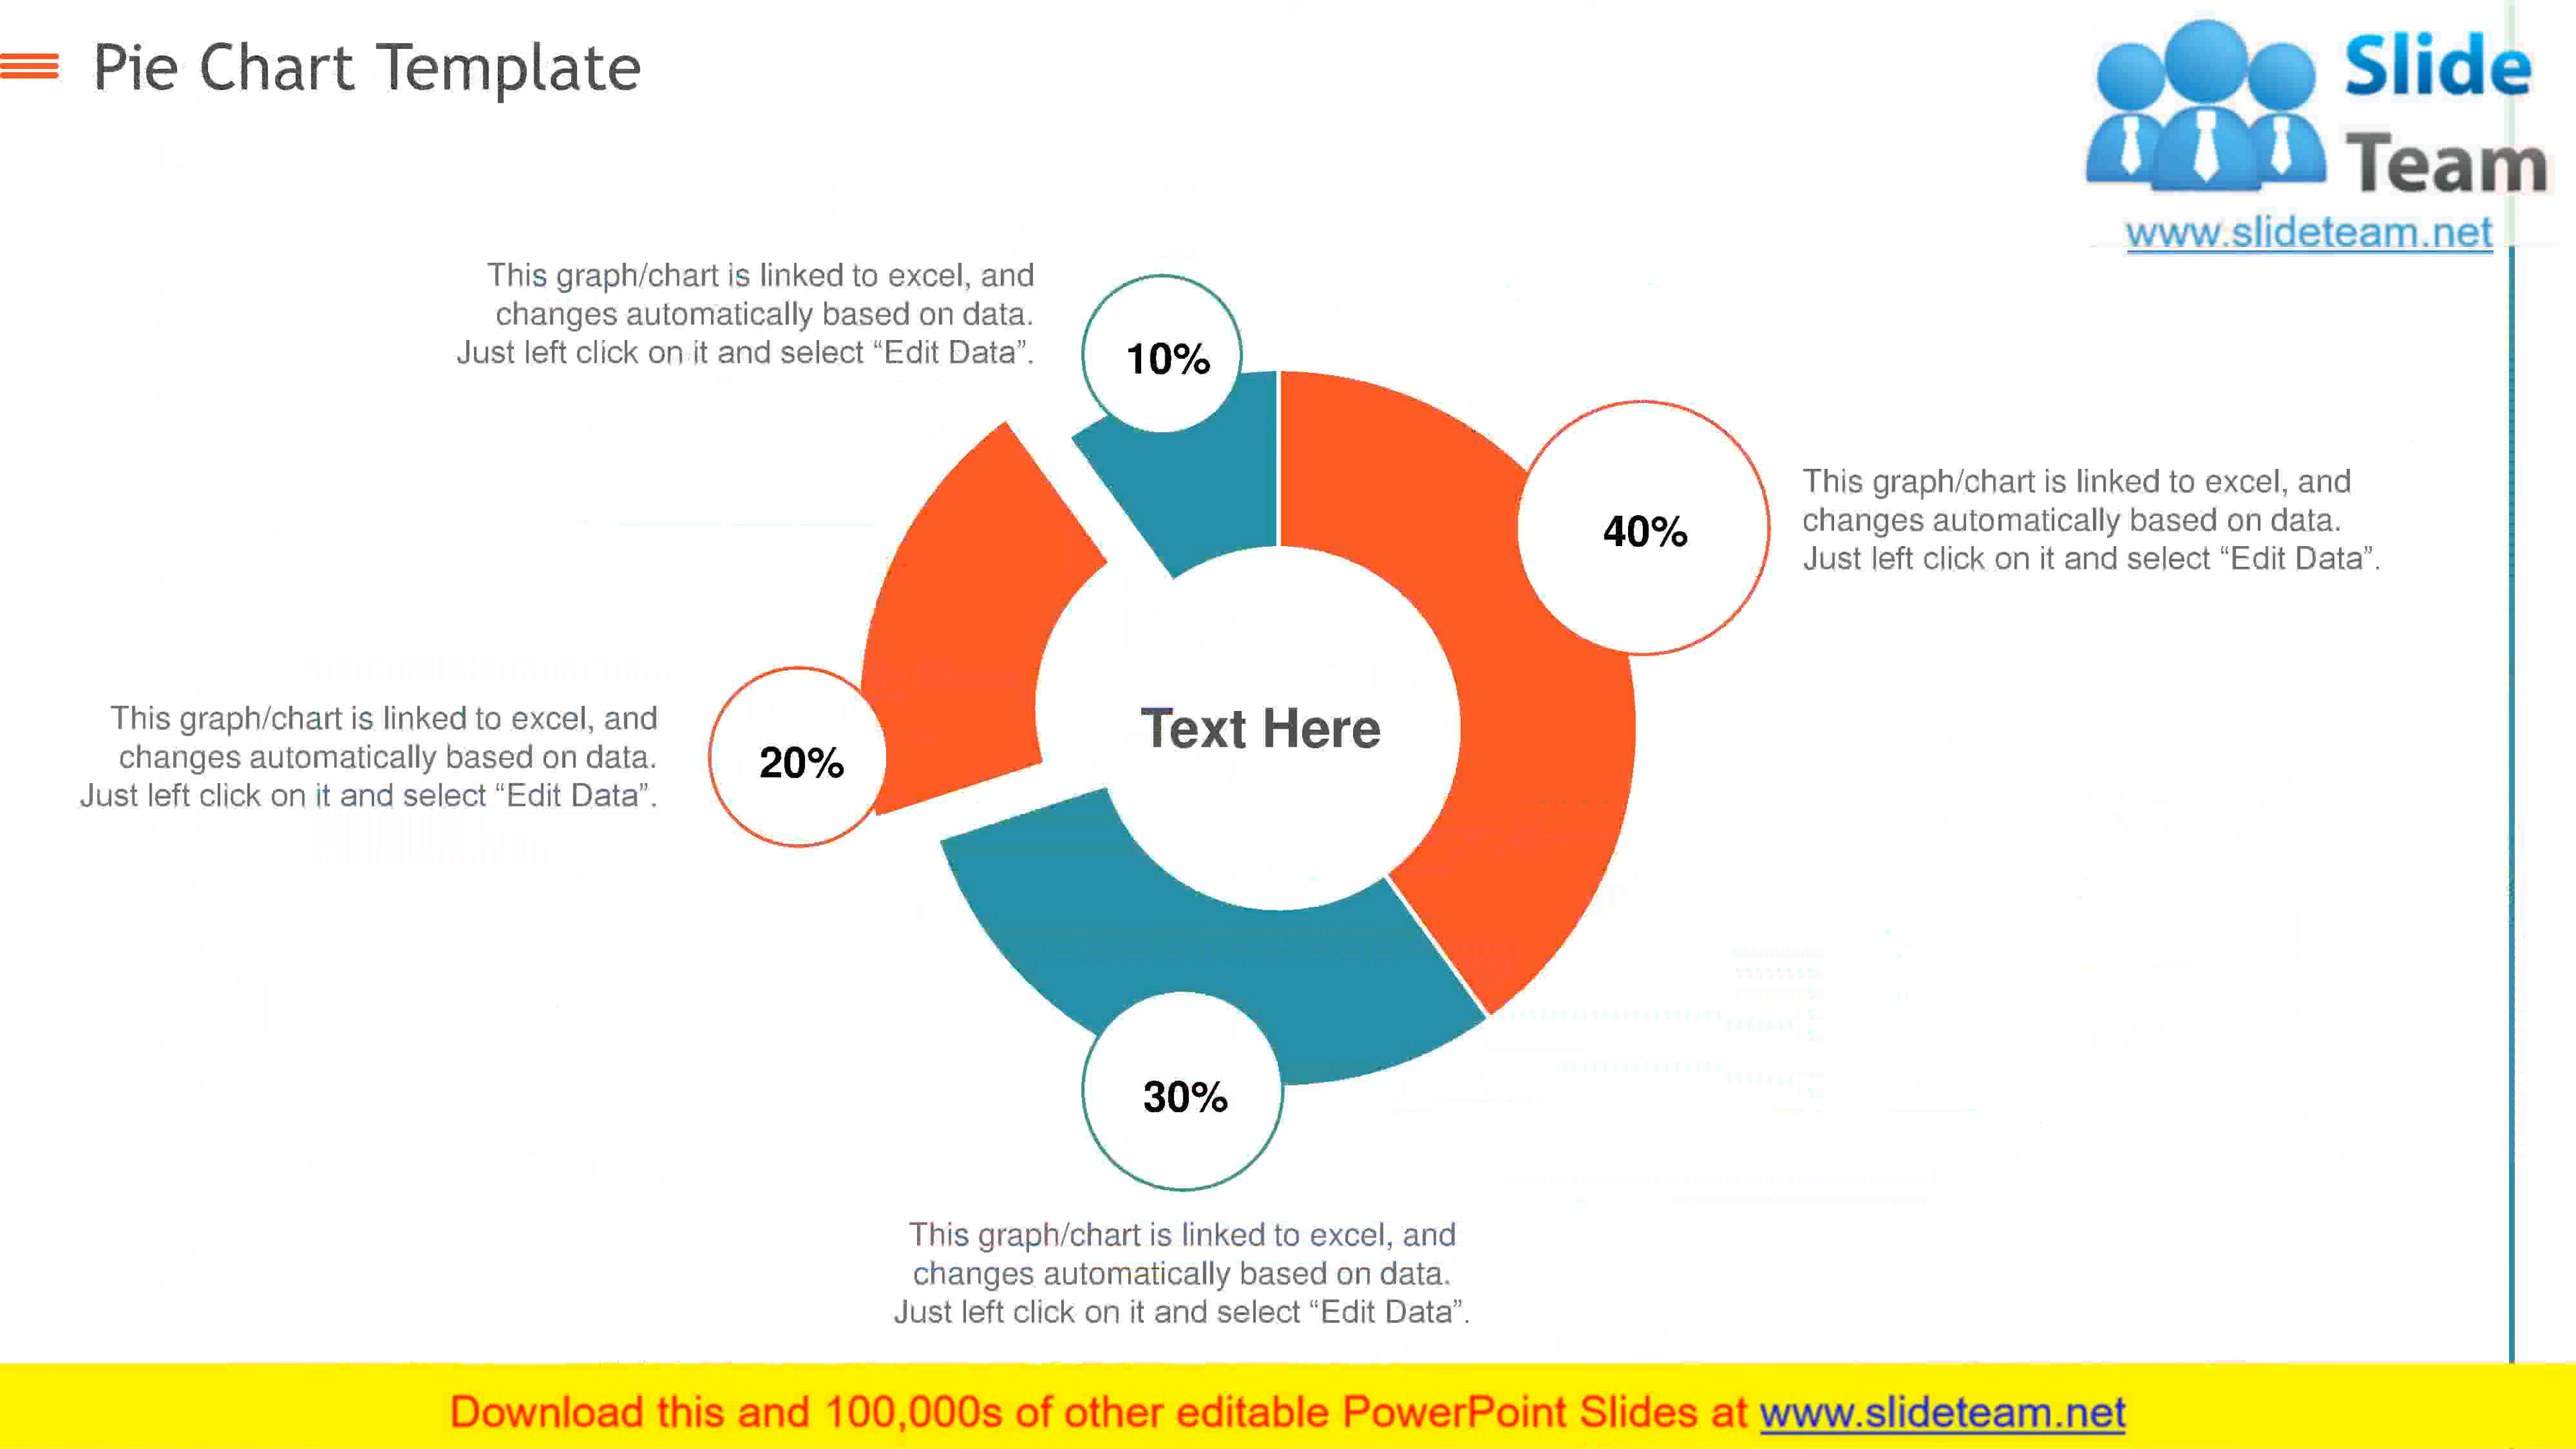 Pie Chart Template
Slide
Team
www.slideteam.net
This graph/chart is linked to excel, and
changes automatically based on data.
Just left click on it and select “Edit Data”.
10%
40%
This graph/chart is linked to excel, and
changes automatically based on data.
Just left click on it and select “Edit Data”.
This graph/chart is linked to excel, and
changes automatically based on data.
Just left click on it and select “Edit Data”.
20%
Text Here
30%
This graph/chart is linked to excel, and
changes automatically based on data.
Just left click on it and select “Edit Data”.
Download this and 100,000s of other editable PowerPoint Slides at www.slideteam.net